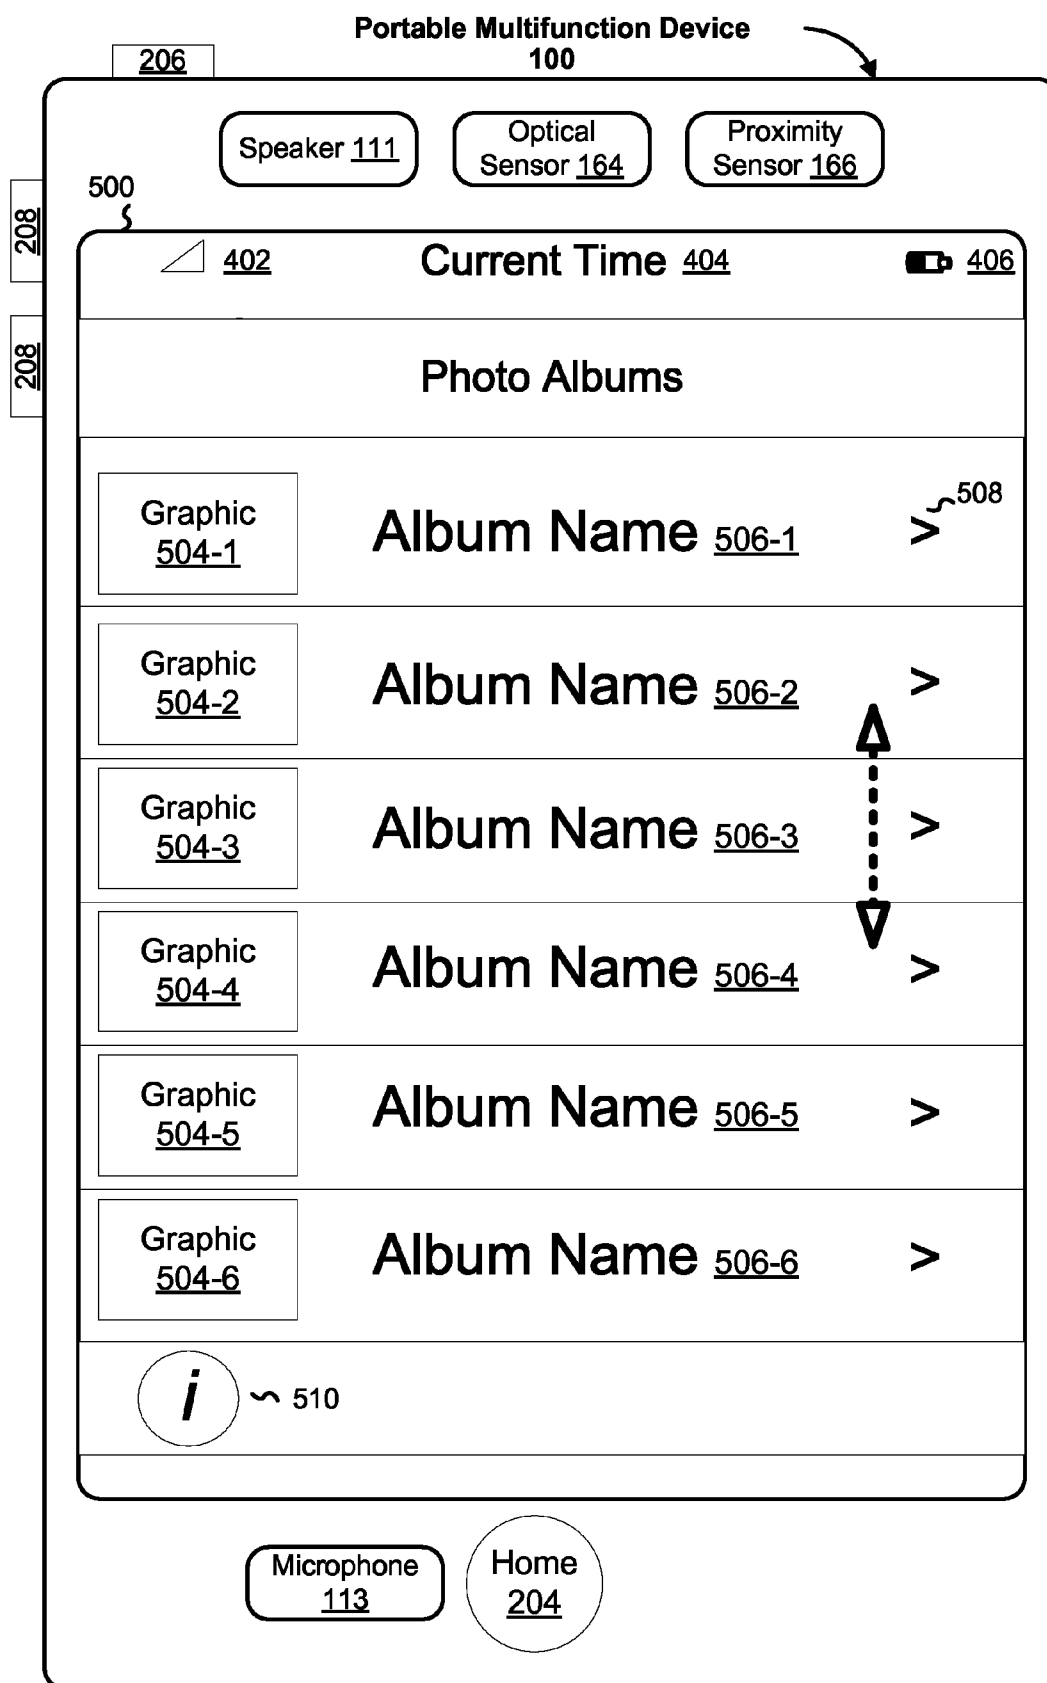 Portable Multifunction Device
100
206
Speaker 111
Optical
Sensor 164
Proximity
Sensor 166
500
208
402
Current Time 404
406
208
Photo Albums
Graphic
504-1
Album Name 506-1
>
508
Graphic
504-2
Album Name 506-2
>
Graphic
504-3
Album Name 506-3
>
Graphic
504-4
Album Name 506-4
>
Graphic
504-5
Album Name 506-5
>
Graphic
504-6
Album Name 506-6
>
i
510
Microphone
113
Home
204